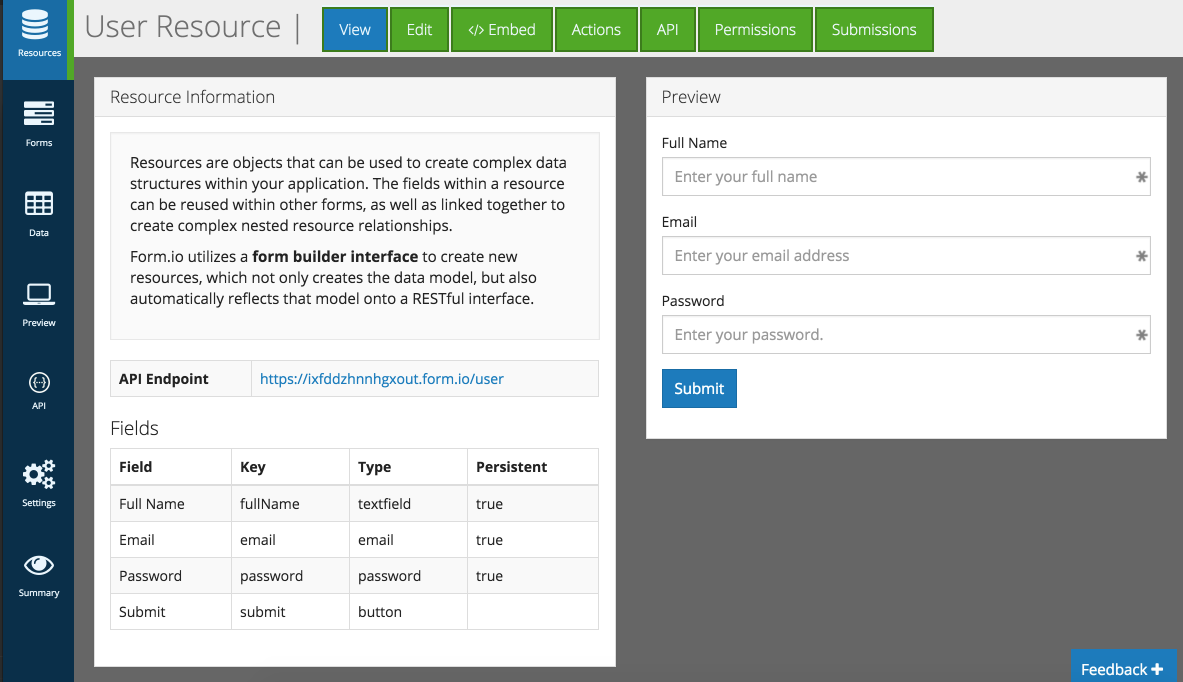 User Resource |
View
Edit
</> Embed
Actions
API
Permissions
Submissions
Resources
Forms
Data
Preview
API
Settings
Summary
Resource Information
Resources are objects that can be used to create complex data
structures within your application. The fields within a resource
can be reused within other forms, as well as linked together to
create complex nested resource relationships.
Form.io utilizes a form builder interface to create new
resources, which not only creates the data model, but also
automatically reflects that model onto a RESTful interface.
API Endpoint https://ixfddzhnnhgxout.form.io/user
Fields
Field Key Type Persistent
Full Name fullName textfield true
Email email email true
Password password password true
Submit submit button
Preview
Full Name
Enter your full name *
Email
Enter your email address *
Password
Enter your password. *
Submit
Feedback +